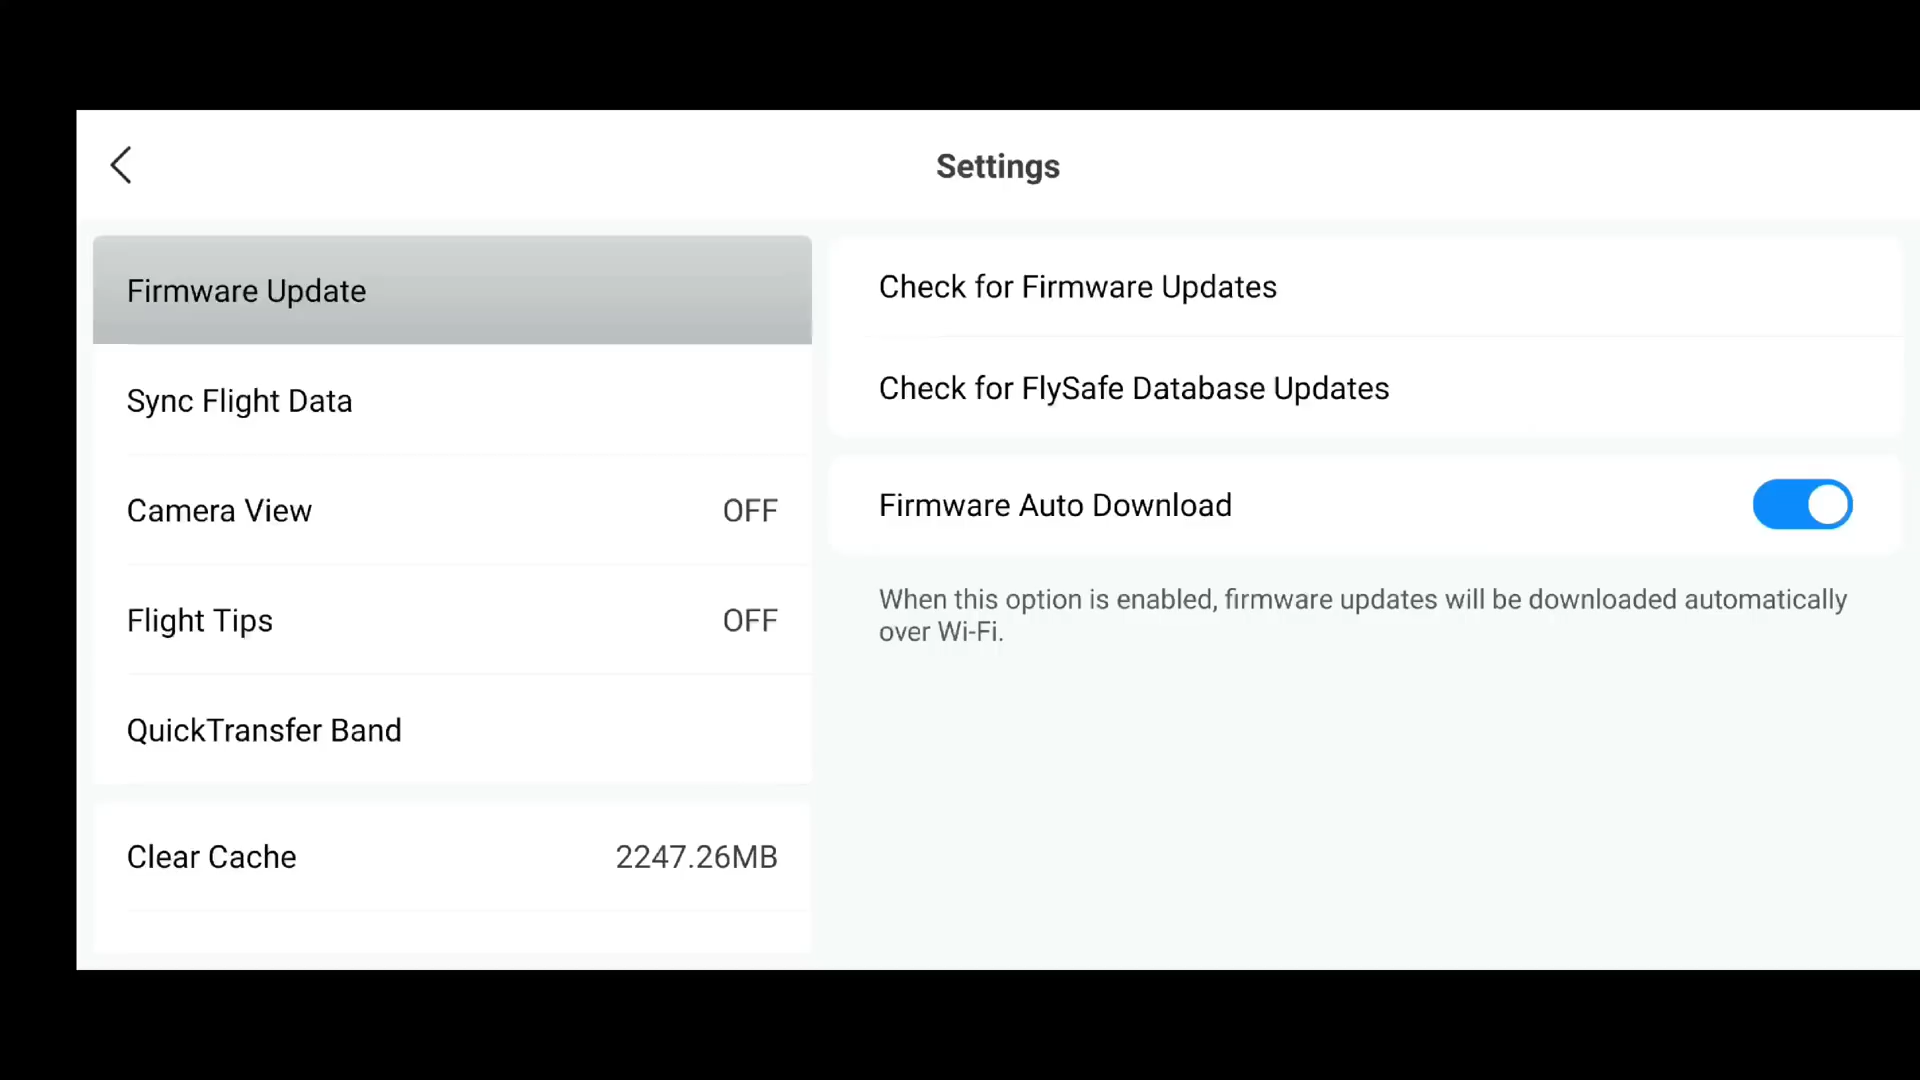 Settings
Firmware Update
Sync Flight Data
Camera View OFF
Flight Tips OFF
QuickTransfer Band
Clear Cache 2247.26MB
Check for Firmware Updates
Check for FlySafe Database Updates
Firmware Auto Download
When this option is enabled, firmware updates will be downloaded automatically
over Wi-Fi.